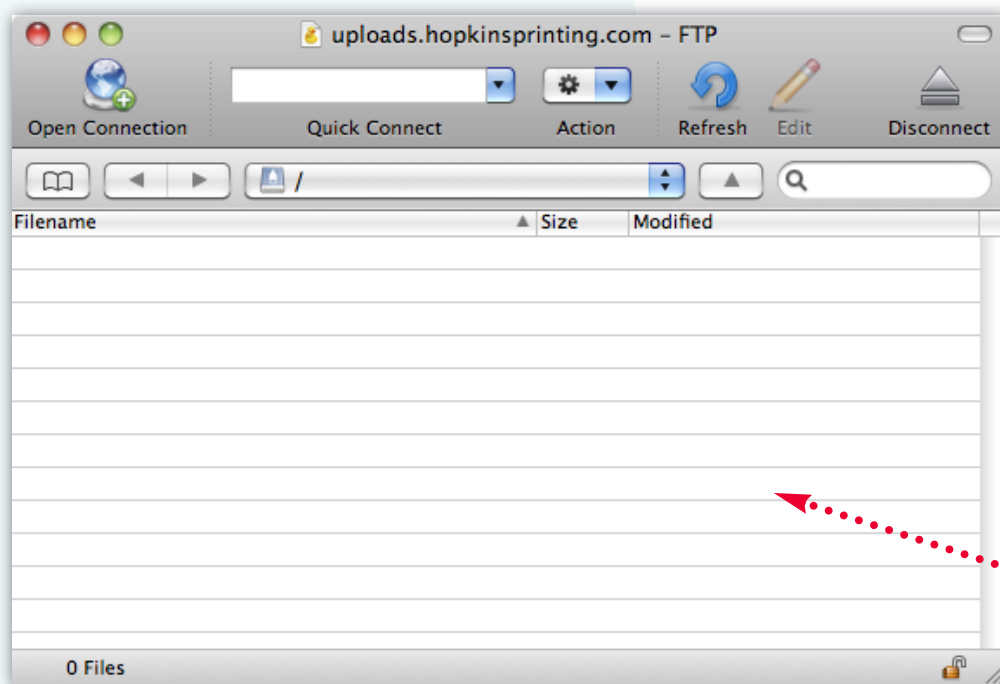 uploads.hopkinsprinting.com – FTP
Open Connection Quick Connect Action Refresh Edit Disconnect
/
Filename Size Modified
0 Files